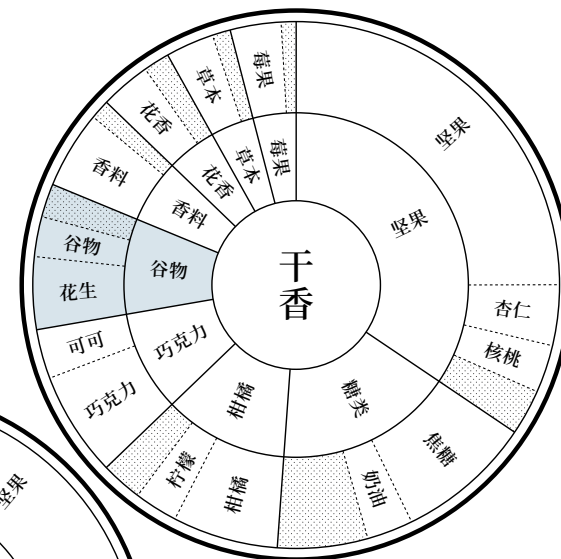 干
香
坚果
糖类
柑橘
巧克力
谷物
香料
花香
草本
莓果
坚果
杏仁
核桃
焦糖
奶油
柑橘
柠檬
巧克力
可可
花生
谷物
香料
花香
草本
莓果
坚果